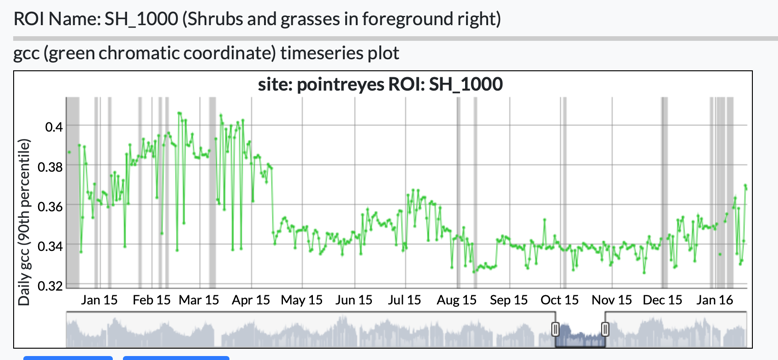 ROI Name: SH_1000 (Shrubs and grasses in foreground right)
gcc (green chromatic coordinate) timeseries plot
site: pointreyes ROI: SH_1000
Daily gcc (90th percentile)
0.4
0.38
0.36
0.34
0.32
Jan 15 Feb 15 Mar 15 Apr 15 May 15 Jun 15 Jul 15 Aug 15 Sep 15 Oct 15 Nov 15 Dec 15 Jan 16